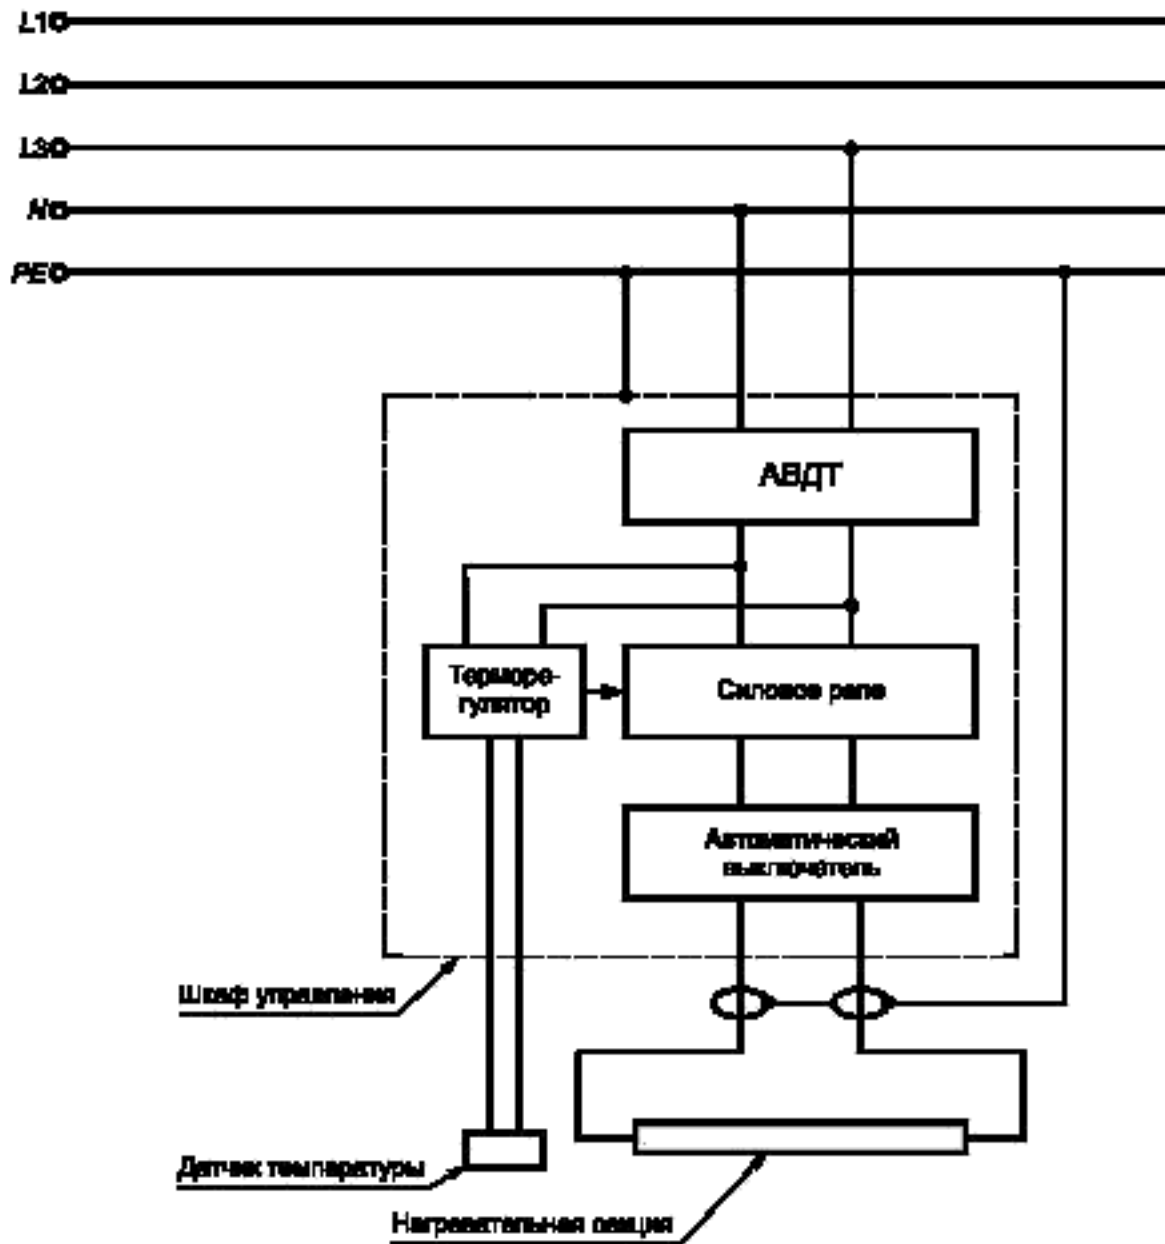 L1
L2
L3
N
PE
АВДТ
Терморе-
гулятор
Силовое реле
Автоматический
выключатель
Шкаф управления
Датчик температуры
Нагревательная секция